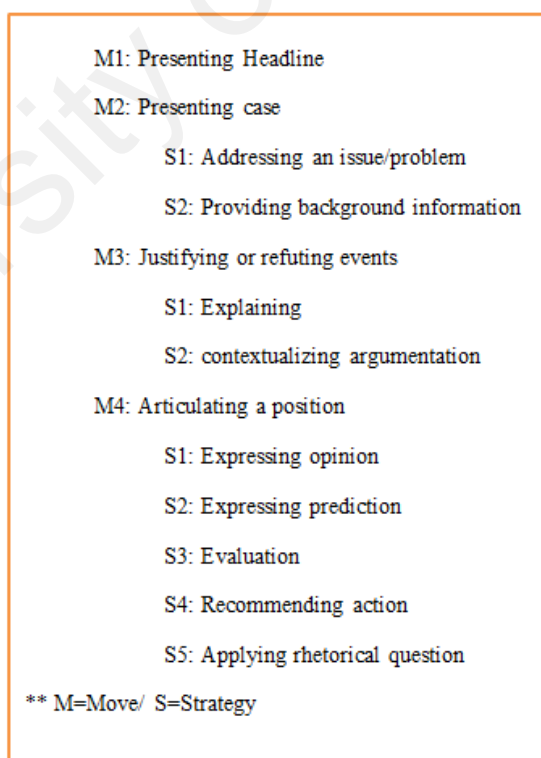 M1: Presenting Headline
M2: Presenting case
S1: Addressing an issue/problem
S2: Providing background information
M3: Justifying or refuting events
S1: Explaining
S2: contextualizing argumentation
M4: Articulating a position
S1: Expressing opinion
S2: Expressing prediction
S3: Evaluation
S4: Recommending action
S5: Applying rhetorical question
** M=Move/ S=Strategy